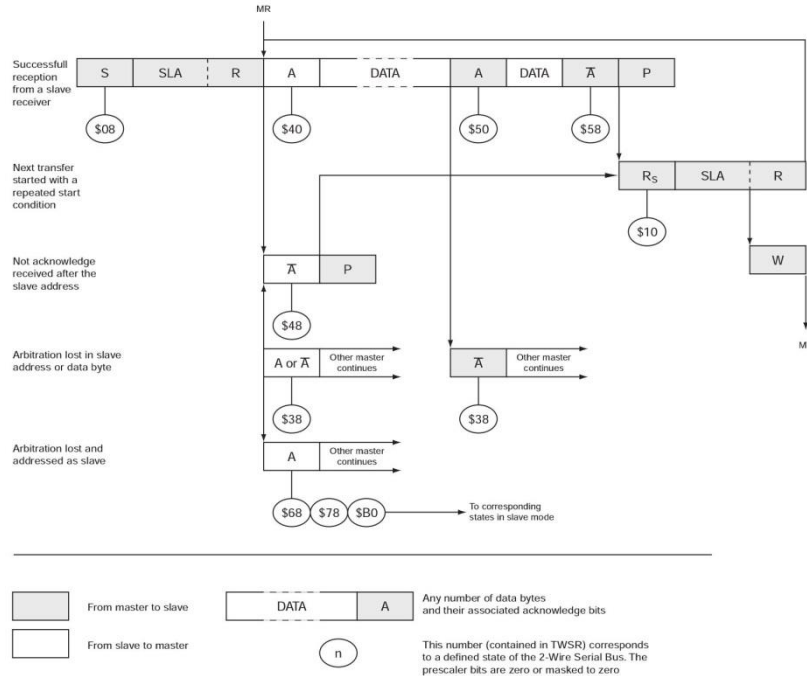 MR
Successfull
reception
from a slave
receiver
S SLA R A DATA A DATA A̅ P
$08 $40 $50 $58
Next transfer
started with a
repeated start
condition
RS SLA R
$10
Not acknowledge
received after the
slave address
A̅ P
W
$48
M
Arbitration lost in slave
address or data byte
A or A̅ Other master
continues
A̅ Other master
continues
$38 $38
Arbitration lost and
addressed as slave
A Other master
continues
$68 $78 $B0
To corresponding
states in slave mode
From master to slave
From slave to master
DATA A
Any number of data bytes
and their associated acknowledge bits
n
This number (contained in TWSR) corresponds
to a defined state of the 2-Wire Serial Bus. The
prescaler bits are zero or masked to zero